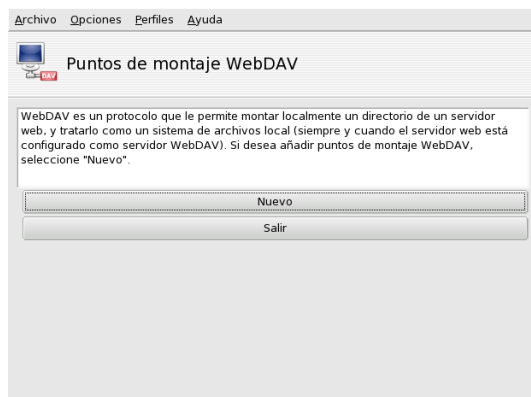 Archivo Opciones Perfiles Ayuda
DAV
Puntos de montaje WebDAV
WebDAV es un protocolo que le permite montar localmente un directorio de un servidor
web, y tratarlo como un sistema de archivos local (siempre y cuando el servidor web está
configurado como servidor WebDAV). Si desea añadir puntos de montaje WebDAV,
seleccione "Nuevo".
Nuevo
Salir